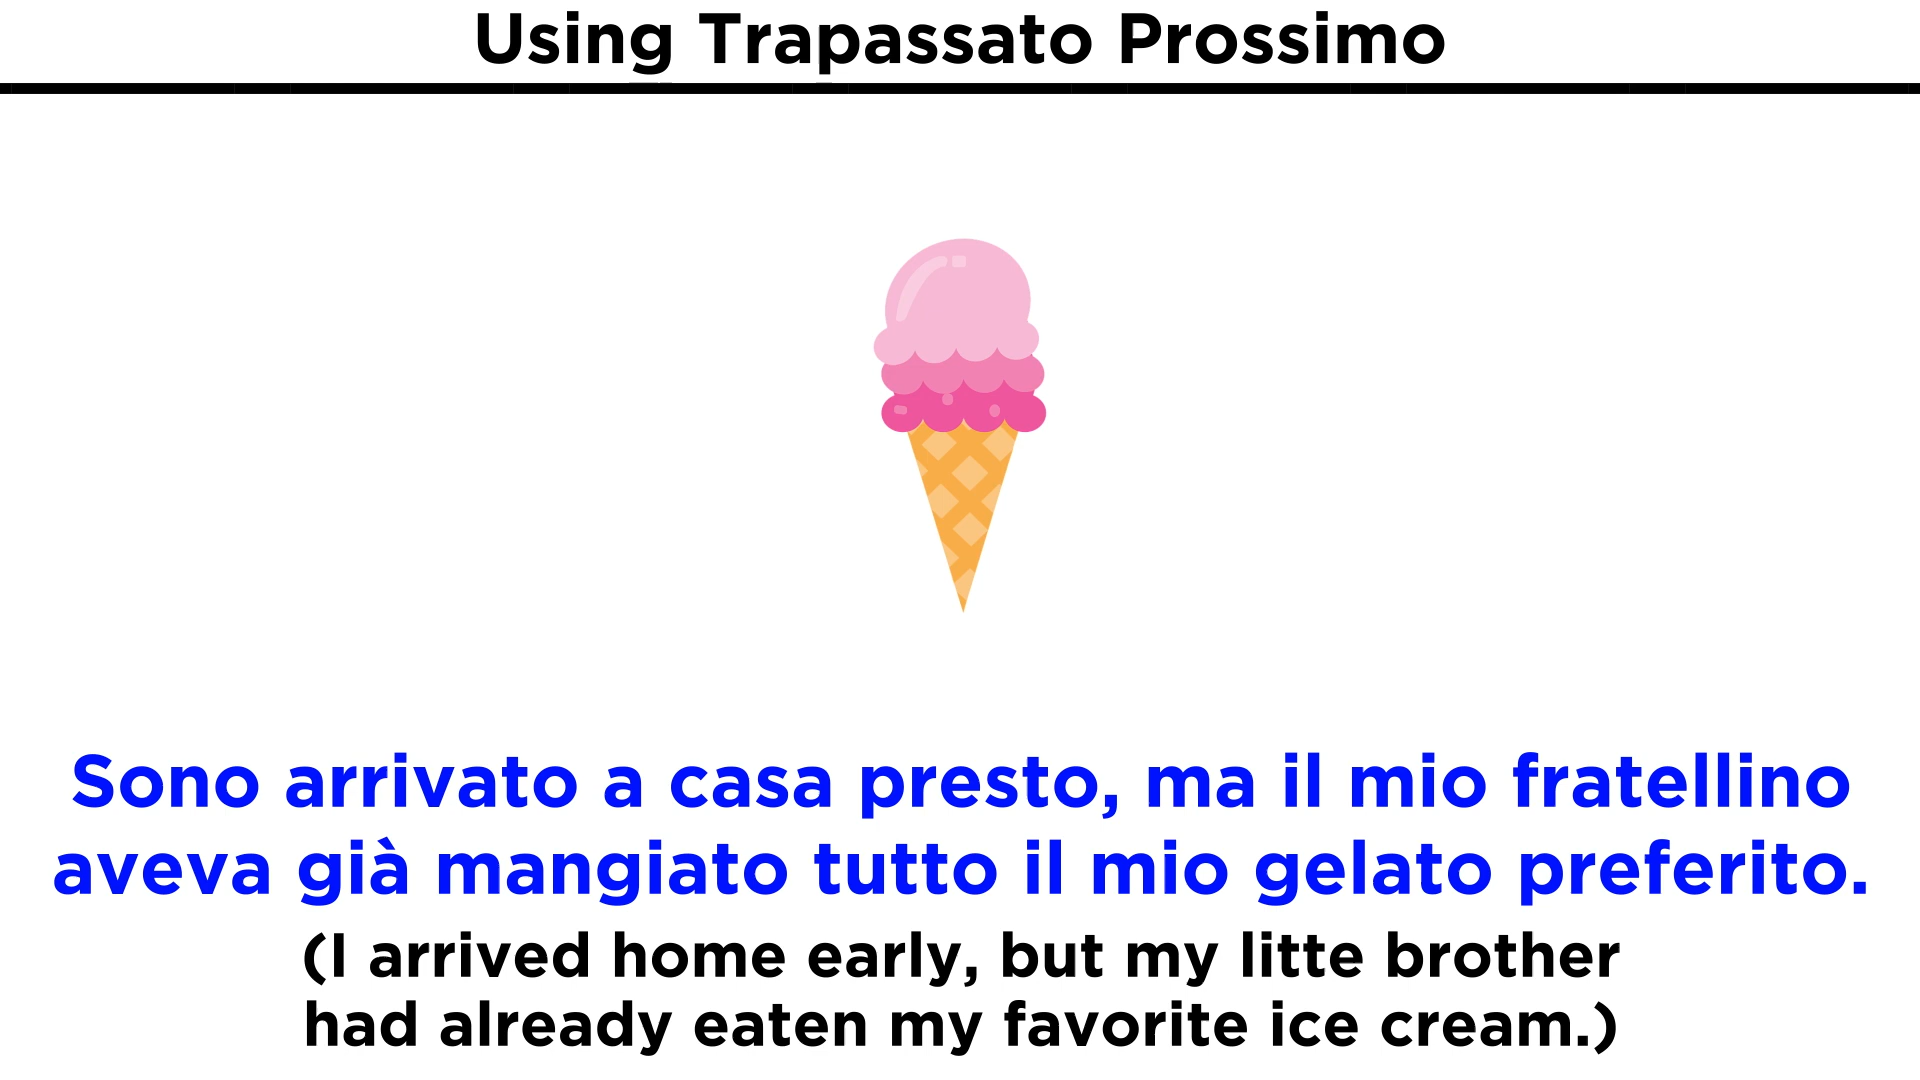 Using Trapassato Prossimo
Sono arrivato a casa presto, ma il mio fratellino
aveva già mangiato tutto il mio gelato preferito.
(I arrived home early, but my litte brother
had already eaten my favorite ice cream.)